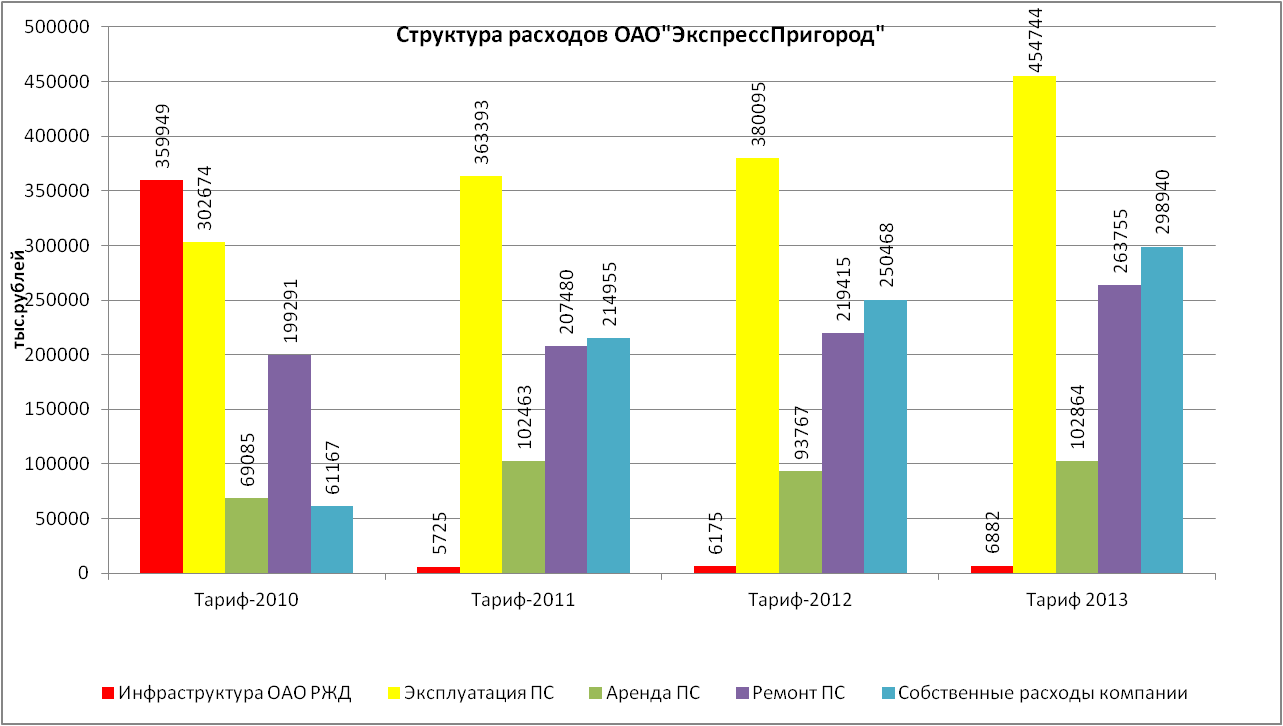 Структура расходов ОАО"ЭкспрессПригород"
тыс.рублей
500000
450000
400000
350000
300000
250000
200000
150000
100000
50000
0
359949
302674
69085
199291
61167
5725
363393
102463
207480
214955
6175
380095
93767
219415
250468
6882
454744
102864
263755
298940
Тариф-2010
Тариф-2011
Тариф-2012
Тариф 2013
Инфраструктура ОАО РЖД
Эксплуатация ПС
Аренда ПС
Ремонт ПС
Собственные расходы компании